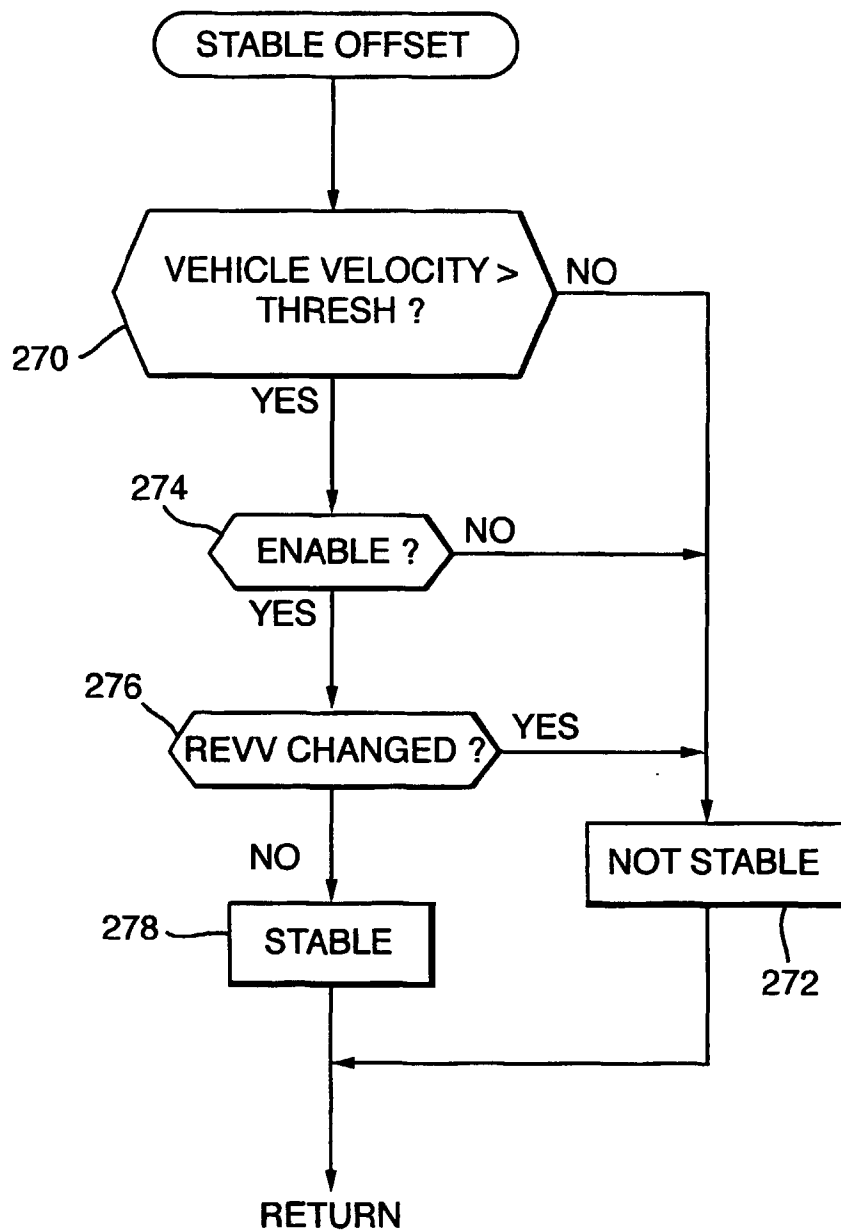 STABLE OFFSET
VEHICLE VELOCITY >
THRESH ?
NO
270
YES
274
ENABLE ?
NO
YES
276
REVV CHANGED ?
YES
NO
NOT STABLE
278
STABLE
272
RETURN